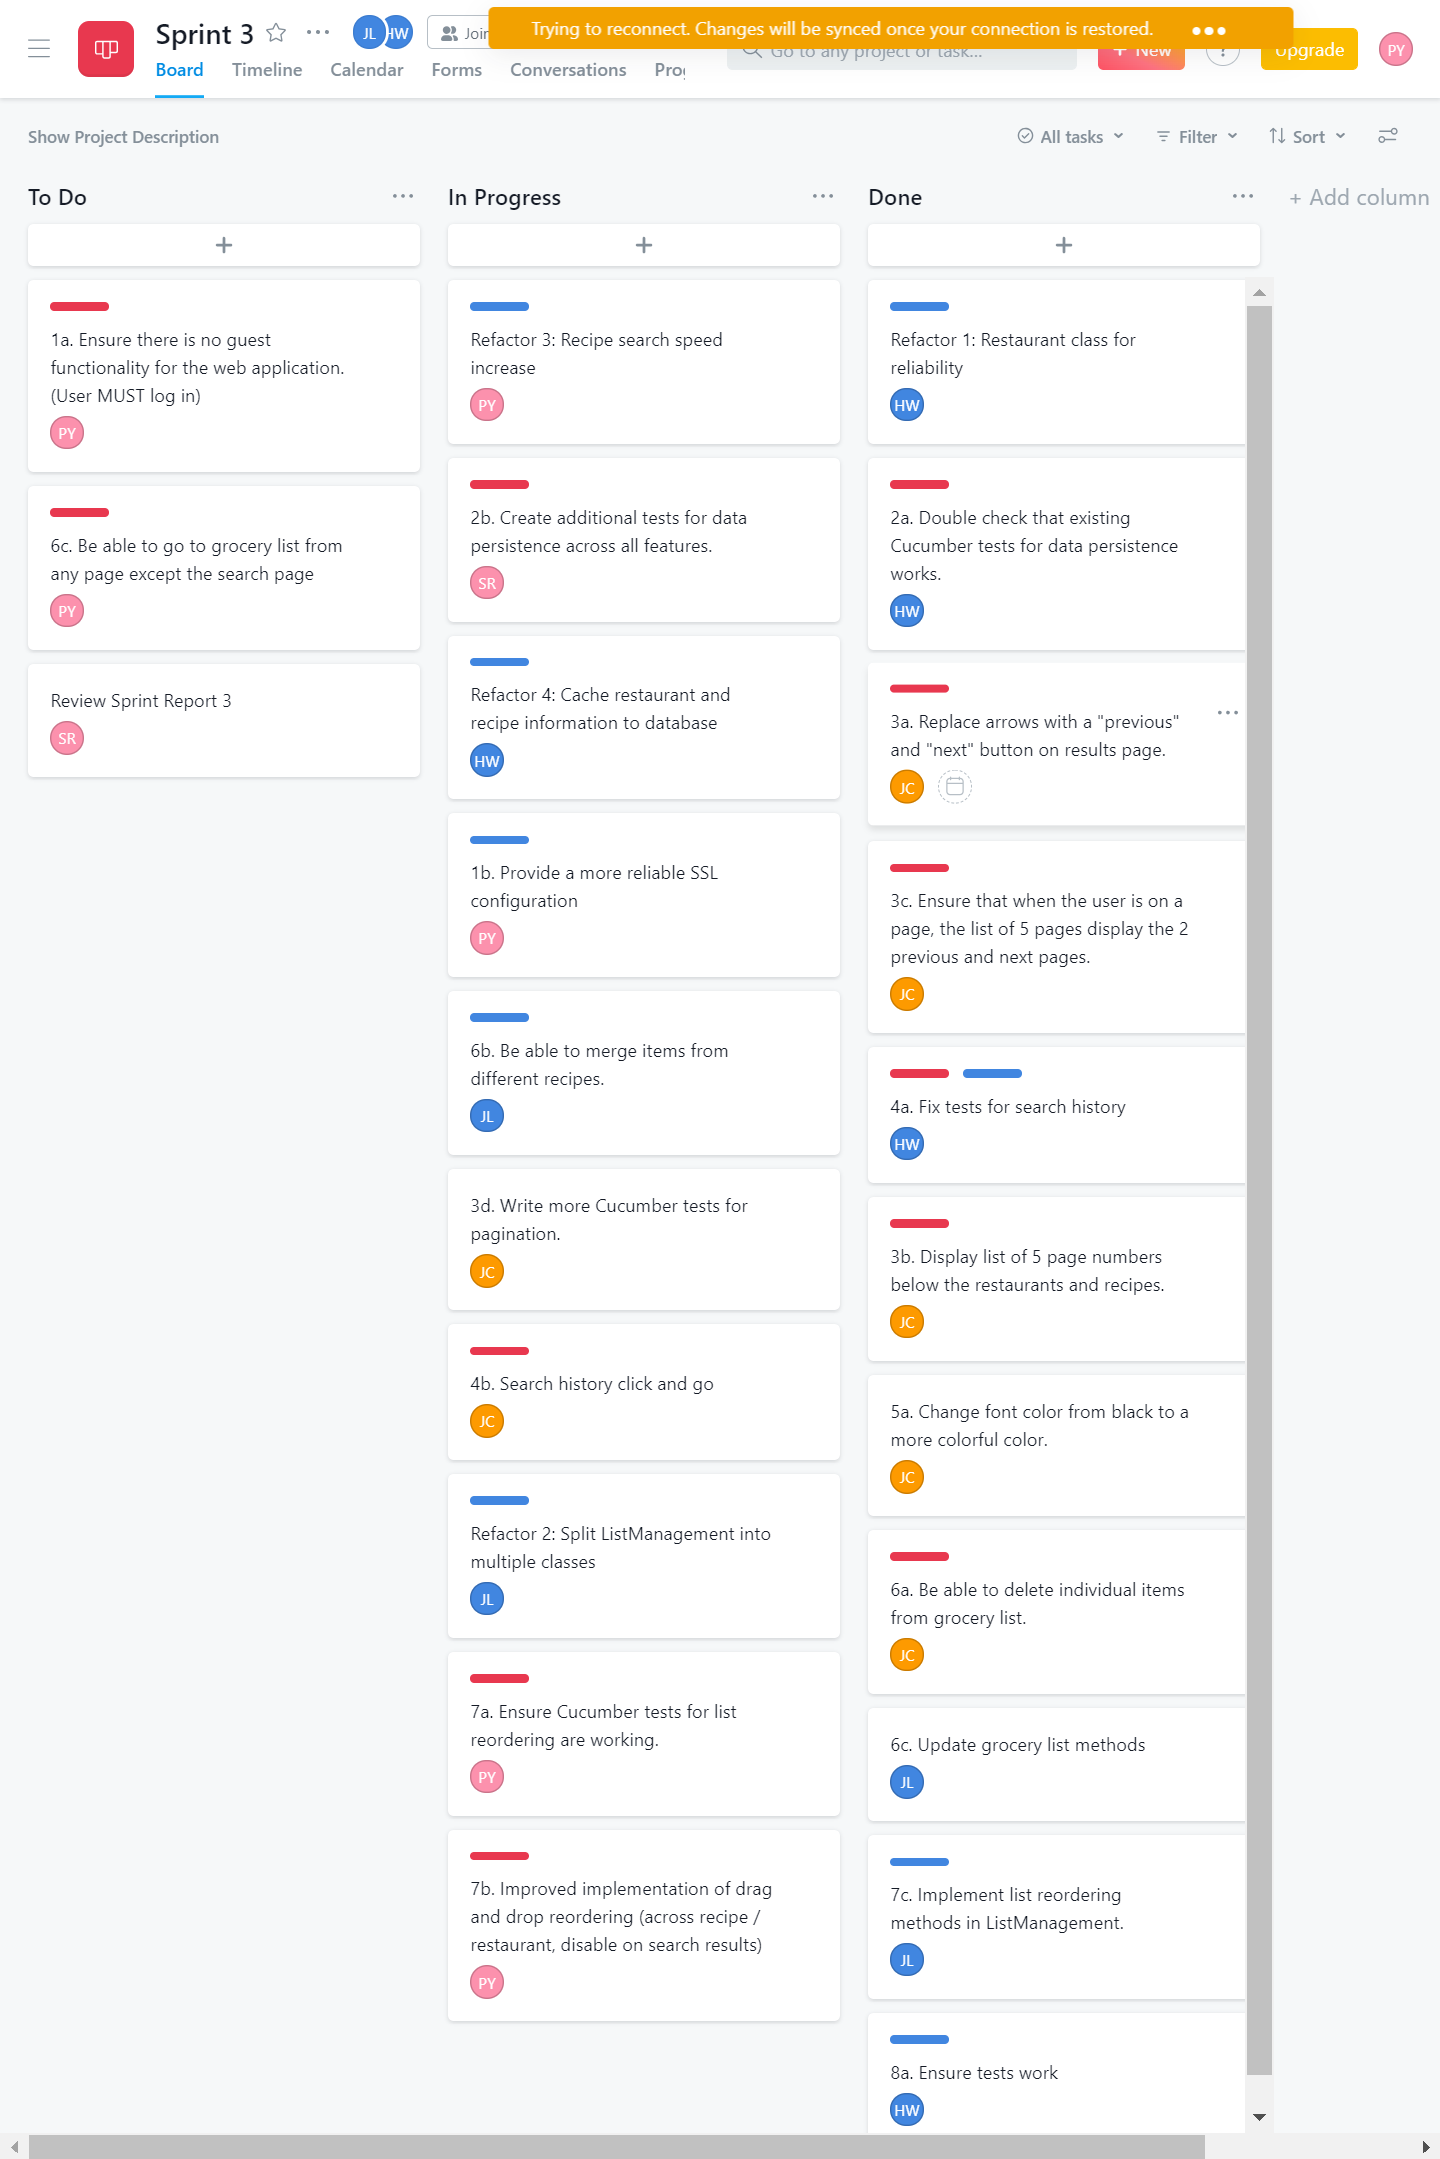 Sprint 3
JL
HW
Join
Trying to reconnect. Changes will be synced once your connection is restored.
Go to any project or task...
+ New
Upgrade
PY
Board
Timeline
Calendar
Forms
Conversations
Show Project Description
All tasks
Filter
Sort
To Do
+
1a. Ensure there is no guest
functionality for the web application.
(User MUST log in)
PY
6c. Be able to go to grocery list from
any page except the search page
PY
Review Sprint Report 3
SR
In Progress
+
Refactor 3: Recipe search speed
increase
PY
2b. Create additional tests for data
persistence across all features.
SR
Refactor 4: Cache restaurant and
recipe information to database
HW
1b. Provide a more reliable SSL
configuration
PY
6b. Be able to merge items from
different recipes.
JL
3d. Write more Cucumber tests for
pagination.
JC
4b. Search history click and go
JC
Refactor 2: Split ListManagement into
multiple classes
JL
7a. Ensure Cucumber tests for list
reordering are working.
PY
7b. Improved implementation of drag
and drop reordering (across recipe /
restaurant, disable on search results)
PY
Done
+
Refactor 1: Restaurant class for
reliability
HW
2a. Double check that existing
Cucumber tests for data persistence
works.
HW
3a. Replace arrows with a "previous"
and "next" button on results page.
JC
3c. Ensure that when the user is on a
page, the list of 5 pages display the 2
previous and next pages.
JC
4a. Fix tests for search history
HW
3b. Display list of 5 page numbers
below the restaurants and recipes.
JC
5a. Change font color from black to a
more colorful color.
JC
6a. Be able to delete individual items
from grocery list.
JC
6c. Update grocery list methods
JL
7c. Implement list reordering
methods in ListManagement.
JL
8a. Ensure tests work
HW
+ Add column